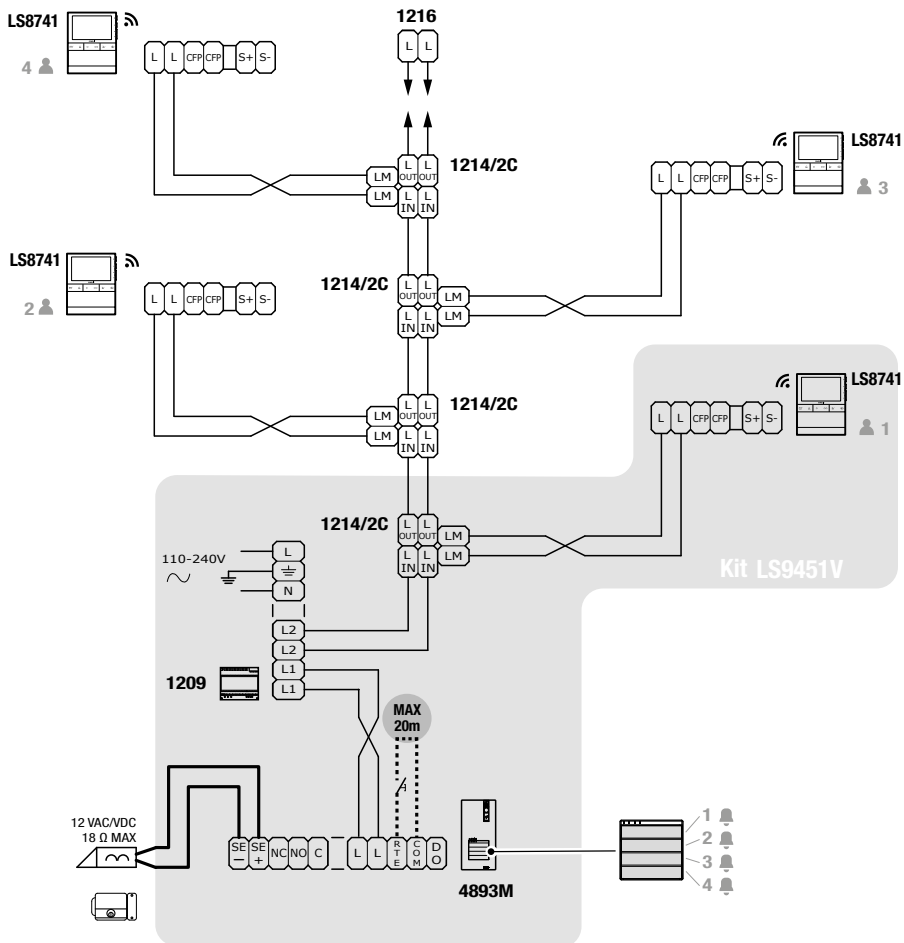 LS8741
4
L L CFP CFP S+ S-
1216
L L
1214/2C
L OUT L OUT
LM
LM
L IN L IN
LS8741
3
L L CFP CFP S+ S-
LS8741
2
L L CFP CFP S+ S-
1214/2C
L OUT L OUT
LM
LM
L IN L IN
1214/2C
L OUT L OUT
LM
LM
L IN L IN
LS8741
1
L L CFP CFP S+ S-
1214/2C
L OUT L OUT
LM
LM
L IN L IN
Kit LS9451V
110-240V
L
N
L2
L2
L1
L1
1209
MAX
20m
12 VAC/VDC
18 Ω MAX
SE – SE + NC NO C L L RTE COM DO
4893M
1
2
3
4